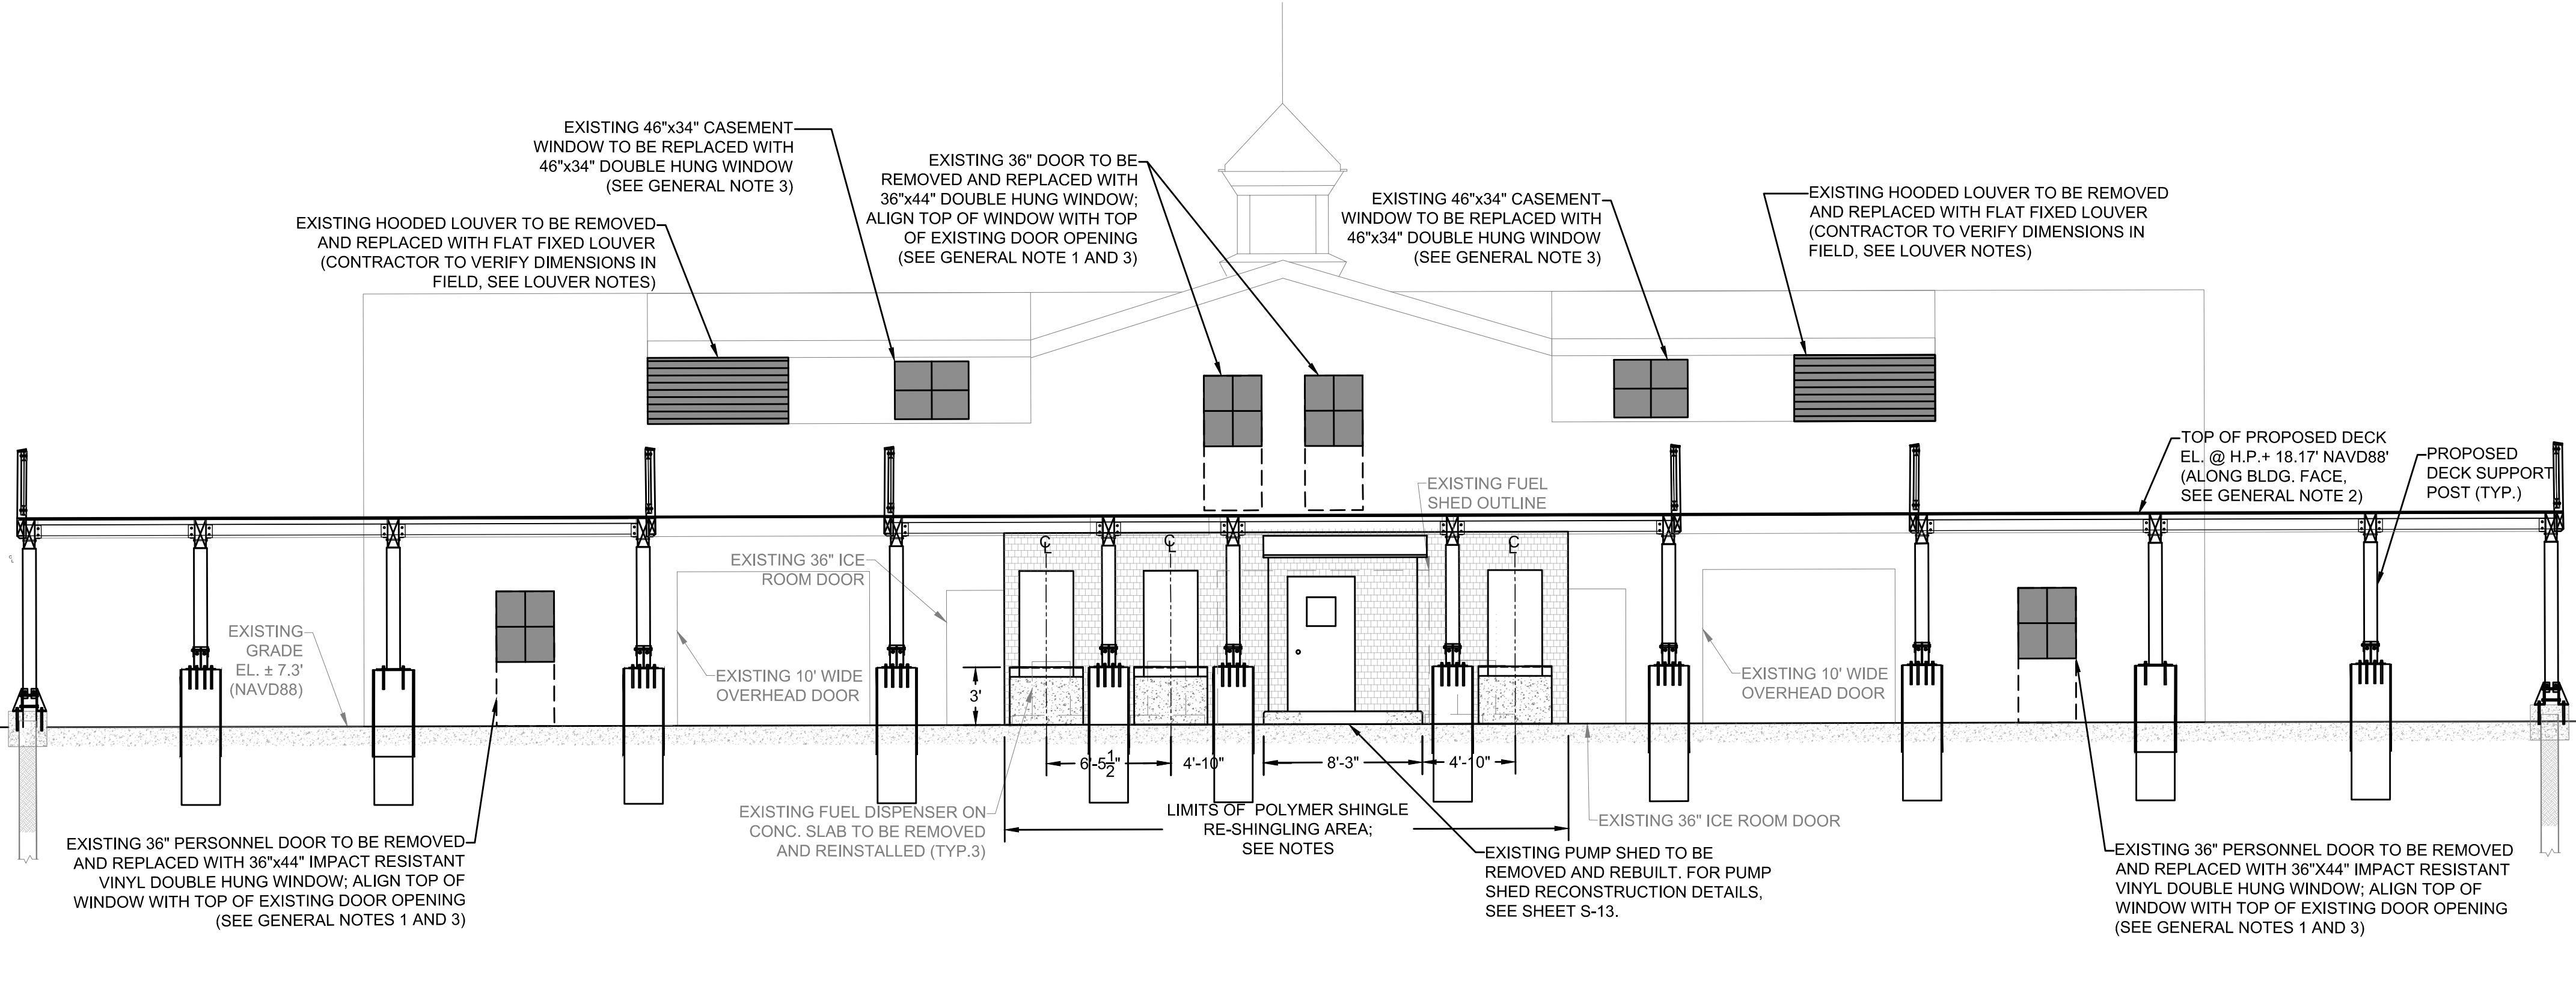 EXISTING 46"x34" CASEMENT
WINDOW TO BE REPLACED WITH
46"x34" DOUBLE HUNG WINDOW
(SEE GENERAL NOTE 3)
EXISTING HOODED LOUVER TO BE REMOVED
AND REPLACED WITH FLAT FIXED LOUVER
(CONTRACTOR TO VERIFY DIMENSIONS IN
FIELD, SEE LOUVER NOTES)
EXISTING 36" DOOR TO BE
REMOVED AND REPLACED WITH
36"x44" DOUBLE HUNG WINDOW;
ALIGN TOP OF WINDOW WITH TOP
OF EXISTING DOOR OPENING
(SEE GENERAL NOTE 1 AND 3)
EXISTING 46"x34" CASEMENT
WINDOW TO BE REPLACED WITH
46"x34" DOUBLE HUNG WINDOW
(SEE GENERAL NOTE 3)
EXISTING HOODED LOUVER TO BE REMOVED
AND REPLACED WITH FLAT FIXED LOUVER
(CONTRACTOR TO VERIFY DIMENSIONS IN
FIELD, SEE LOUVER NOTES)
TOP OF PROPOSED DECK
EL. @ H.P.+ 18.17' NAVD88'
(ALONG BLDG. FACE,
SEE GENERAL NOTE 2)
PROPOSED
DECK SUPPORT
POST (TYP.)
EXISTING FUEL
SHED OUTLINE
EXISTING 36" ICE
ROOM DOOR
CL
CL
CL
EXISTING
GRADE
EL. ± 7.3'
(NAVD88)
EXISTING 10' WIDE
OVERHEAD DOOR
3'
EXISTING 10' WIDE
OVERHEAD DOOR
6'-5 1/2"
4'-10"
8'-3"
4'-10"
EXISTING FUEL DISPENSER ON
CONC. SLAB TO BE REMOVED
AND REINSTALLED (TYP.3)
LIMITS OF POLYMER SHINGLE
RE-SHINGLING AREA;
SEE NOTES
EXISTING 36" ICE ROOM DOOR
EXISTING 36" PERSONNEL DOOR TO BE REMOVED
AND REPLACED WITH 36"x44" IMPACT RESISTANT
VINYL DOUBLE HUNG WINDOW; ALIGN TOP OF
WINDOW WITH TOP OF EXISTING DOOR OPENING
(SEE GENERAL NOTES 1 AND 3)
EXISTING PUMP SHED TO BE
REMOVED AND REBUILT. FOR PUMP
SHED RECONSTRUCTION DETAILS,
SEE SHEET S-13.
EXISTING 36" PERSONNEL DOOR TO BE REMOVED
AND REPLACED WITH 36"X44" IMPACT RESISTANT
VINYL DOUBLE HUNG WINDOW; ALIGN TOP OF
WINDOW WITH TOP OF EXISTING DOOR OPENING
(SEE GENERAL NOTES 1 AND 3)